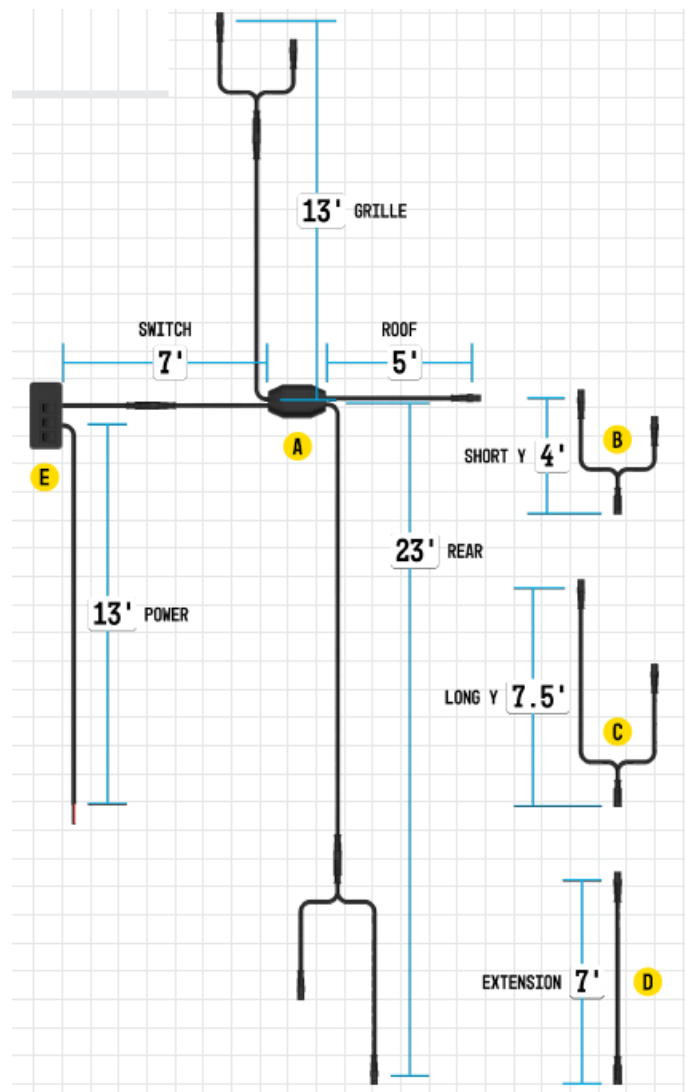 13' GRILLE
SWITCH
7'
ROOF
5'
A
E
B
SHORT Y 4'
23' REAR
13' POWER
LONG Y 7.5'
C
EXTENSION 7'
D